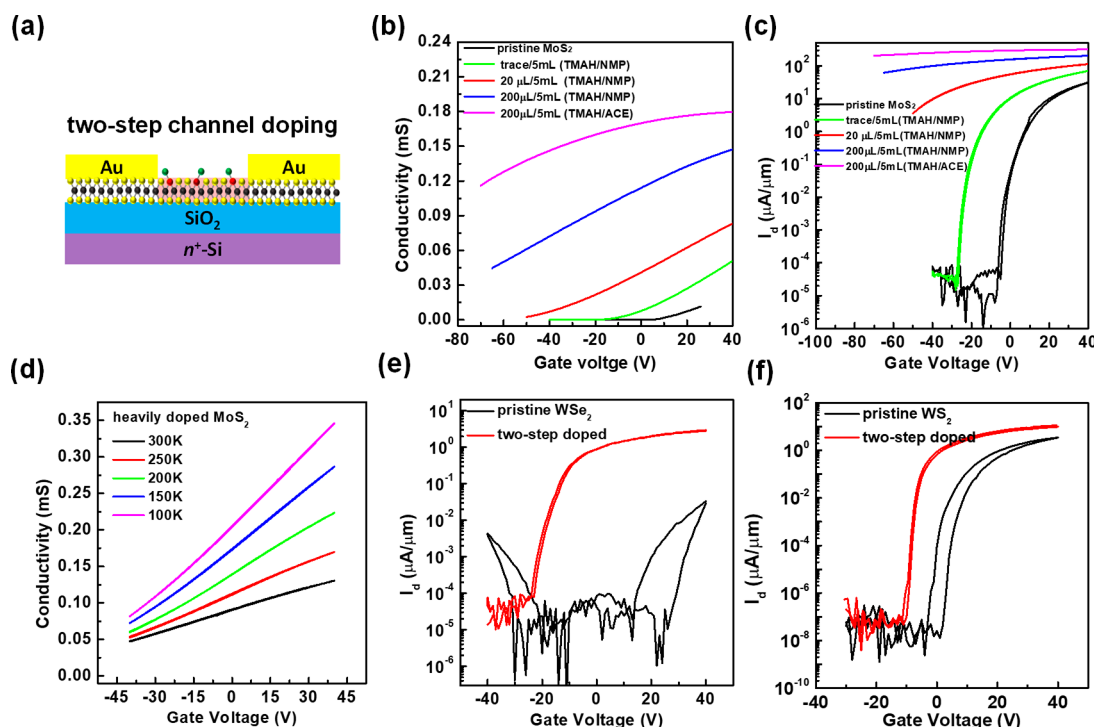 (a)
two-step channel doping
Au
Au
SiO2
n+-Si
(b)
0.24
0.21
0.18
0.15
0.12
0.09
0.06
0.03
0.00
Conductivity (mS)
pristine MoS2
trace/5mL (TMAH/NMP)
20 μL/5mL (TMAH/NMP)
200μL/5mL (TMAH/NMP)
200μL/5mL (TMAH/ACE)
-80 -60 -40 -20 0 20 40
Gate voltge (V)
(c)
10^2
10^1
10^0
10^-1
10^-2
10^-3
10^-4
10^-5
10^-6
Id (μA/μm)
pristine MoS2
trace/5mL(TMAH/NMP)
20 μL/5mL(TMAH/NMP)
200μL/5mL(TMAH/NMP)
200μL/5mL(TMAH/ACE)
-100 -80 -60 -40 -20 0 20 40
Gate Voltage (V)
(d)
0.35
0.30
0.25
0.20
0.15
0.10
0.05
0.00
Conductivity (mS)
heavily doped MoS2
300K
250K
200K
150K
100K
-45 -30 -15 0 15 30 45
Gate Voltage (V)
(e)
10^1
10^0
10^-1
10^-2
10^-3
10^-4
10^-5
10^-6
Id (μA/μm)
pristine WSe2
two-step doped
-40 -20 0 20 40
Gate Voltage (V)
(f)
10^2
10^0
10^-2
10^-4
10^-6
10^-8
10^-10
Id (μA/μm)
pristine WS2
two-step doped
-40 -20 0 20 40
Gate Voltage (V)